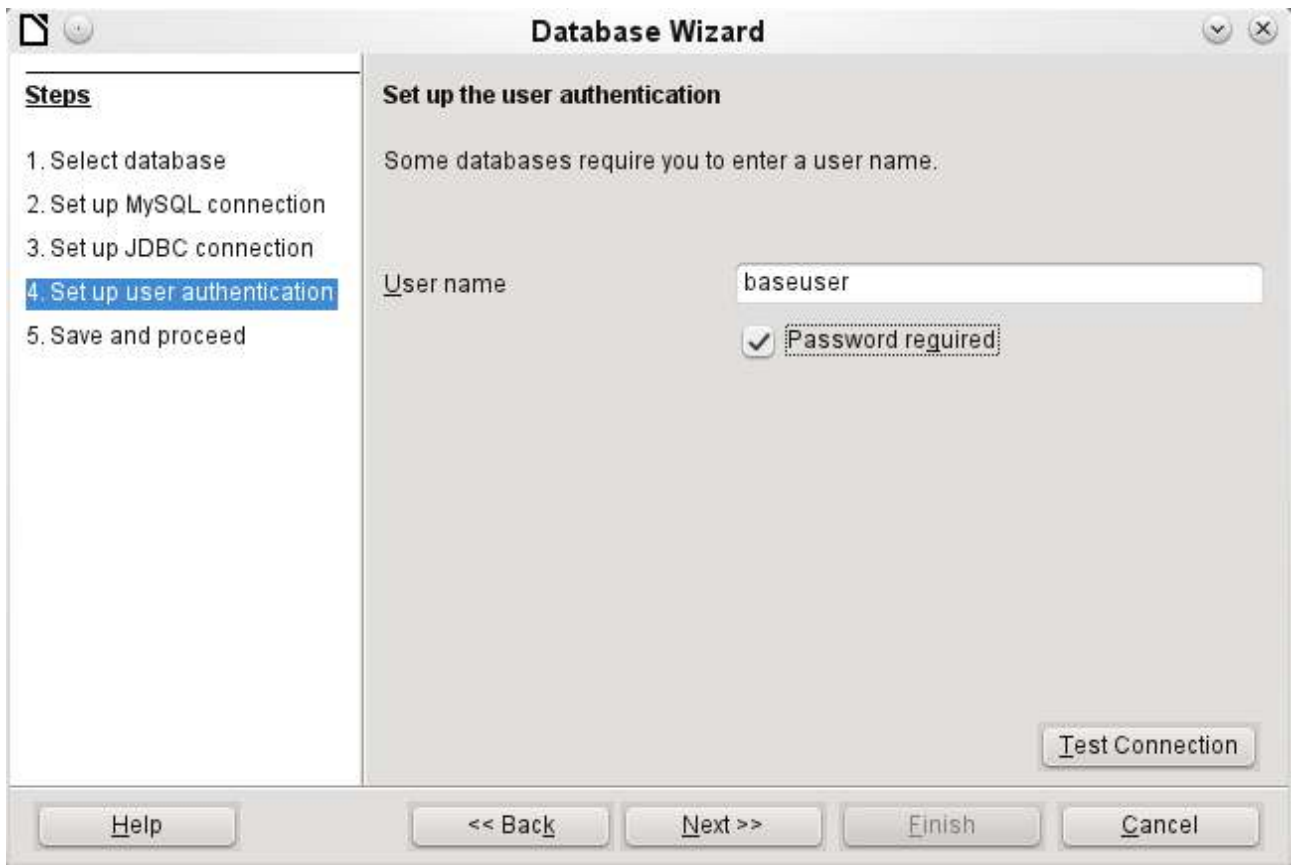 Database Wizard
Steps
1. Select database
2. Set up MySQL connection
3. Set up JDBC connection
4. Set up user authentication
5. Save and proceed
Set up the user authentication
Some databases require you to enter a user name.
User name
baseuser
Password required
Test Connection
Help
<< Back
Next >>
Finish
Cancel